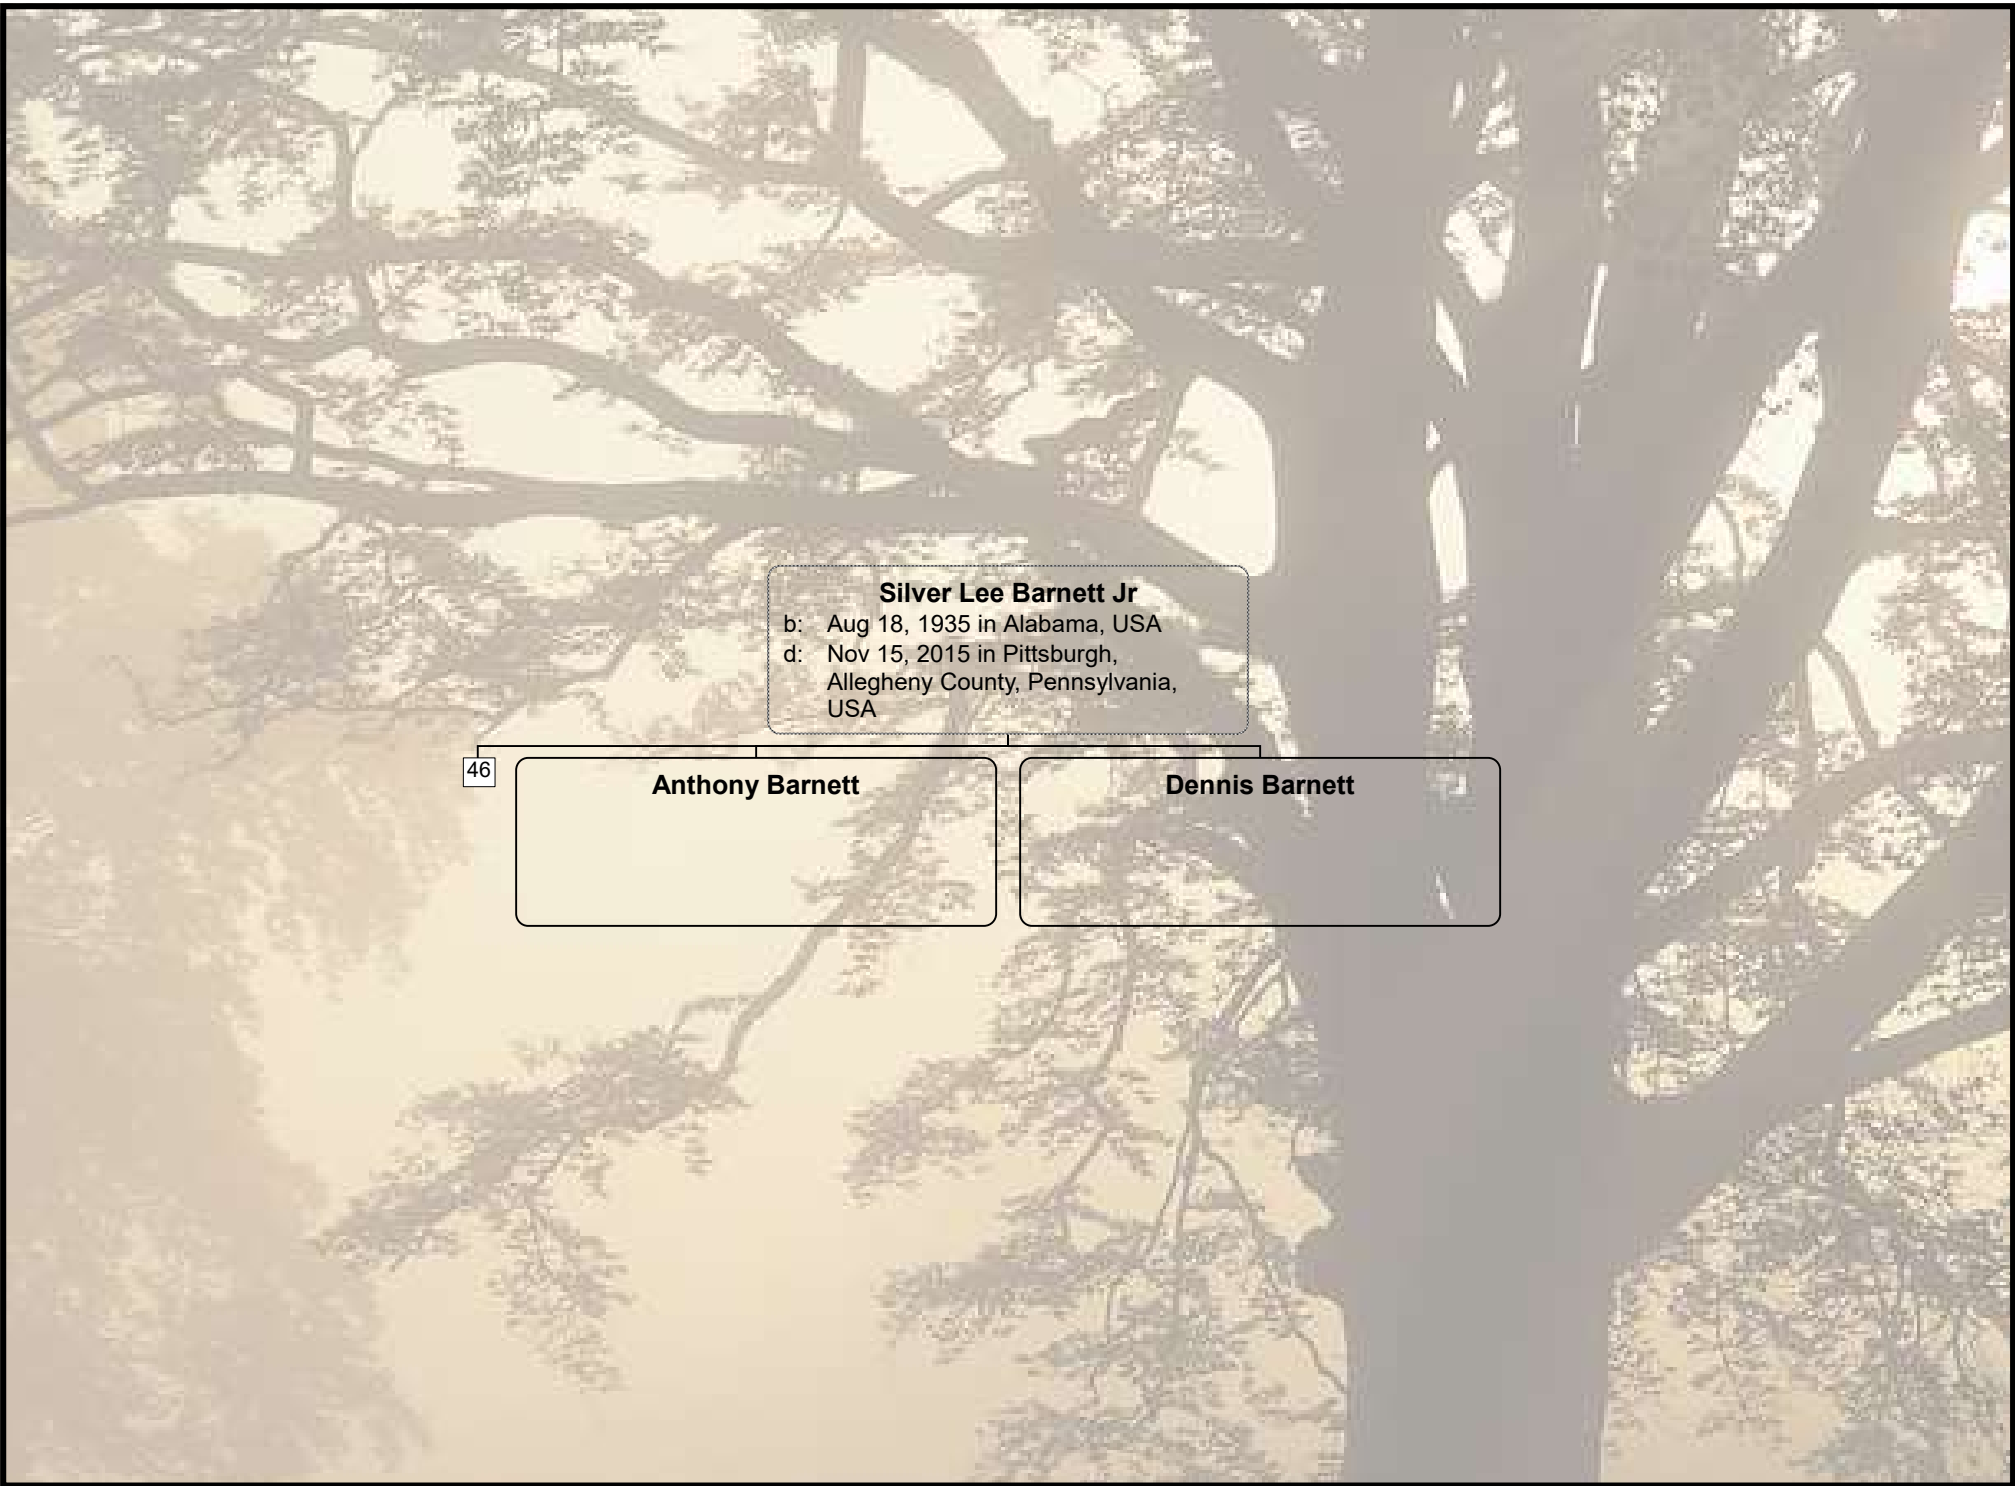 Silver Lee Barnett Jr
b: Aug 18, 1935 in Alabama, USA
d: Nov 15, 2015 in Pittsburgh,
Allegheny County, Pennsylvania,
USA
46
Anthony Barnett
Dennis Barnett